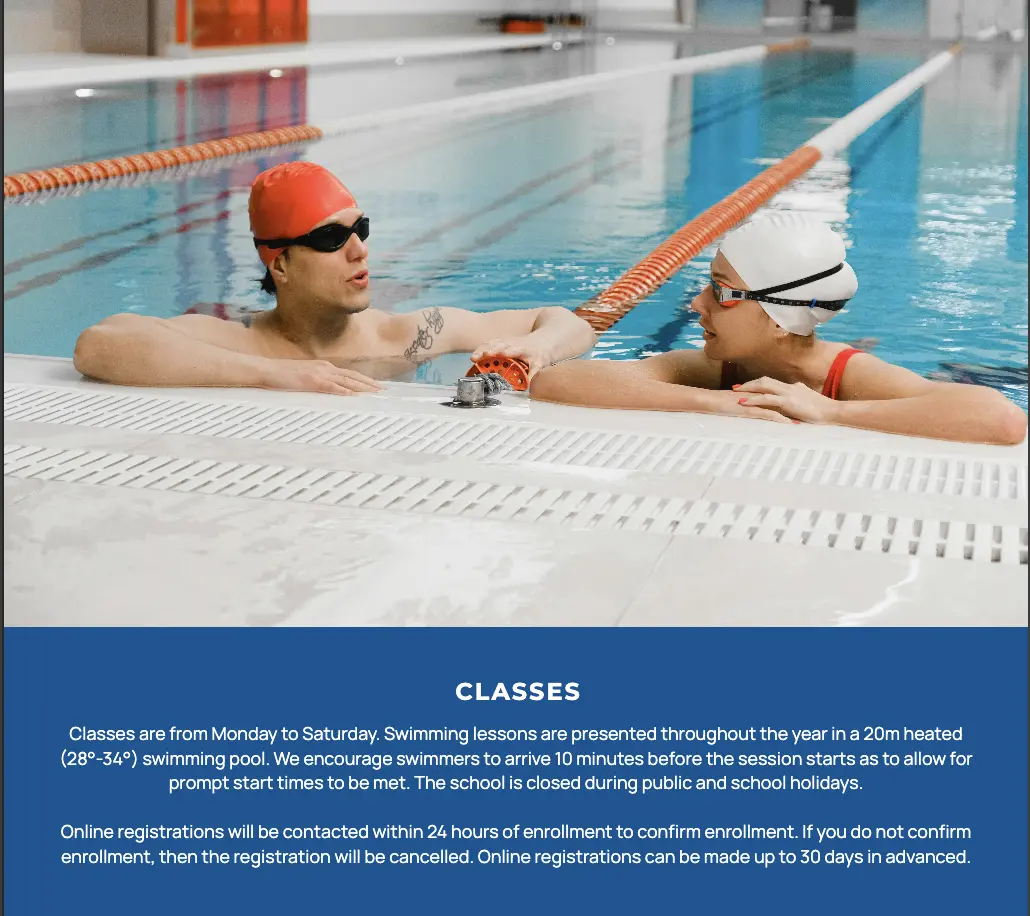 CLASSES
Classes are from Monday to Saturday. Swimming lessons are presented throughout the year in a 20m heated
(28°-34°) swimming pool. We encourage swimmers to arrive 10 minutes before the session starts as to allow for
prompt start times to be met. The school is closed during public and school holidays.
Online registrations will be contacted within 24 hours of enrollment to confirm enrollment. If you do not confirm
enrollment, then the registration will be cancelled. Online registrations can be made up to 30 days in advanced.